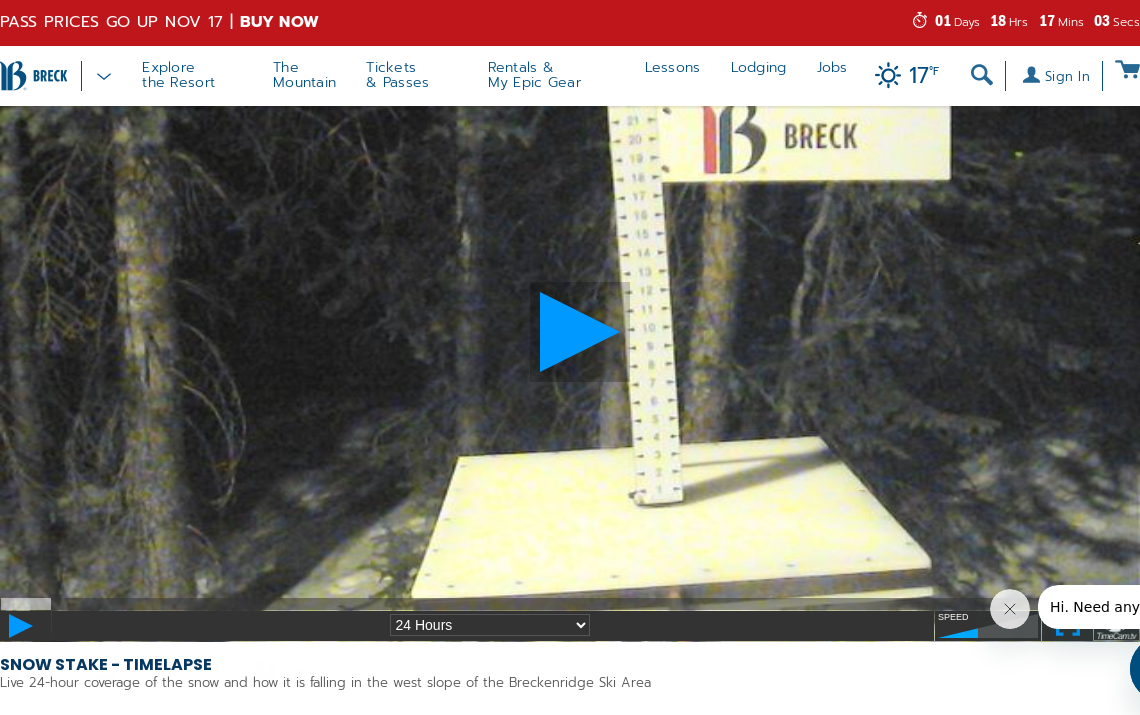 PASS PRICES GO UP NOV 17 | BUY NOW
01 Days 18 Hrs 17 Mins 03 Secs
BRECK
Explore
the Resort
The
Mountain
Tickets
& Passes
Rentals &
My Epic Gear
Lessons
Lodging
Jobs
17°F
Sign In
BRECK
21
20
19
18
17
16
15
14
13
12
11
10
9
8
7
6
5
4
3
2
1
24 Hours
SPEED
TimeCam.tv
Hi. Need any
SNOW STAKE - TIMELAPSE
Live 24-hour coverage of the snow and how it is falling in the west slope of the Breckenridge Ski Area